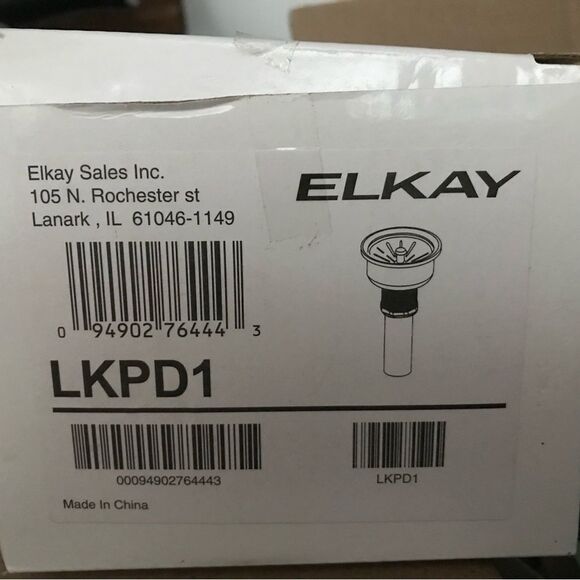 Elkay Sales Inc.
105 N. Rochester st
Lanark , IL 61046-1149
ELKAY
0 94902 76444 3
LKPD1
00094902764443
LKPD1
Made In China